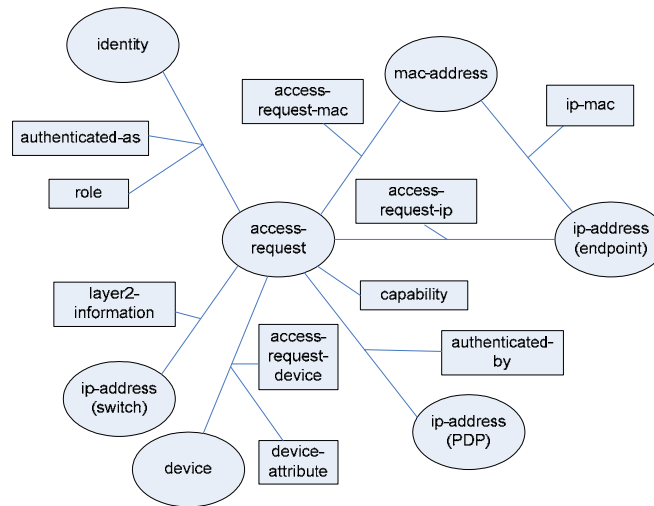 identity
mac-address
access-
request-mac
ip-mac
authenticated-as
role
access-
request-ip
access-
request
ip-address
(endpoint)
layer2-
information
capability
access-
request-
device
authenticated-
by
ip-address
(switch)
ip-address
(PDP)
device
device-
attribute